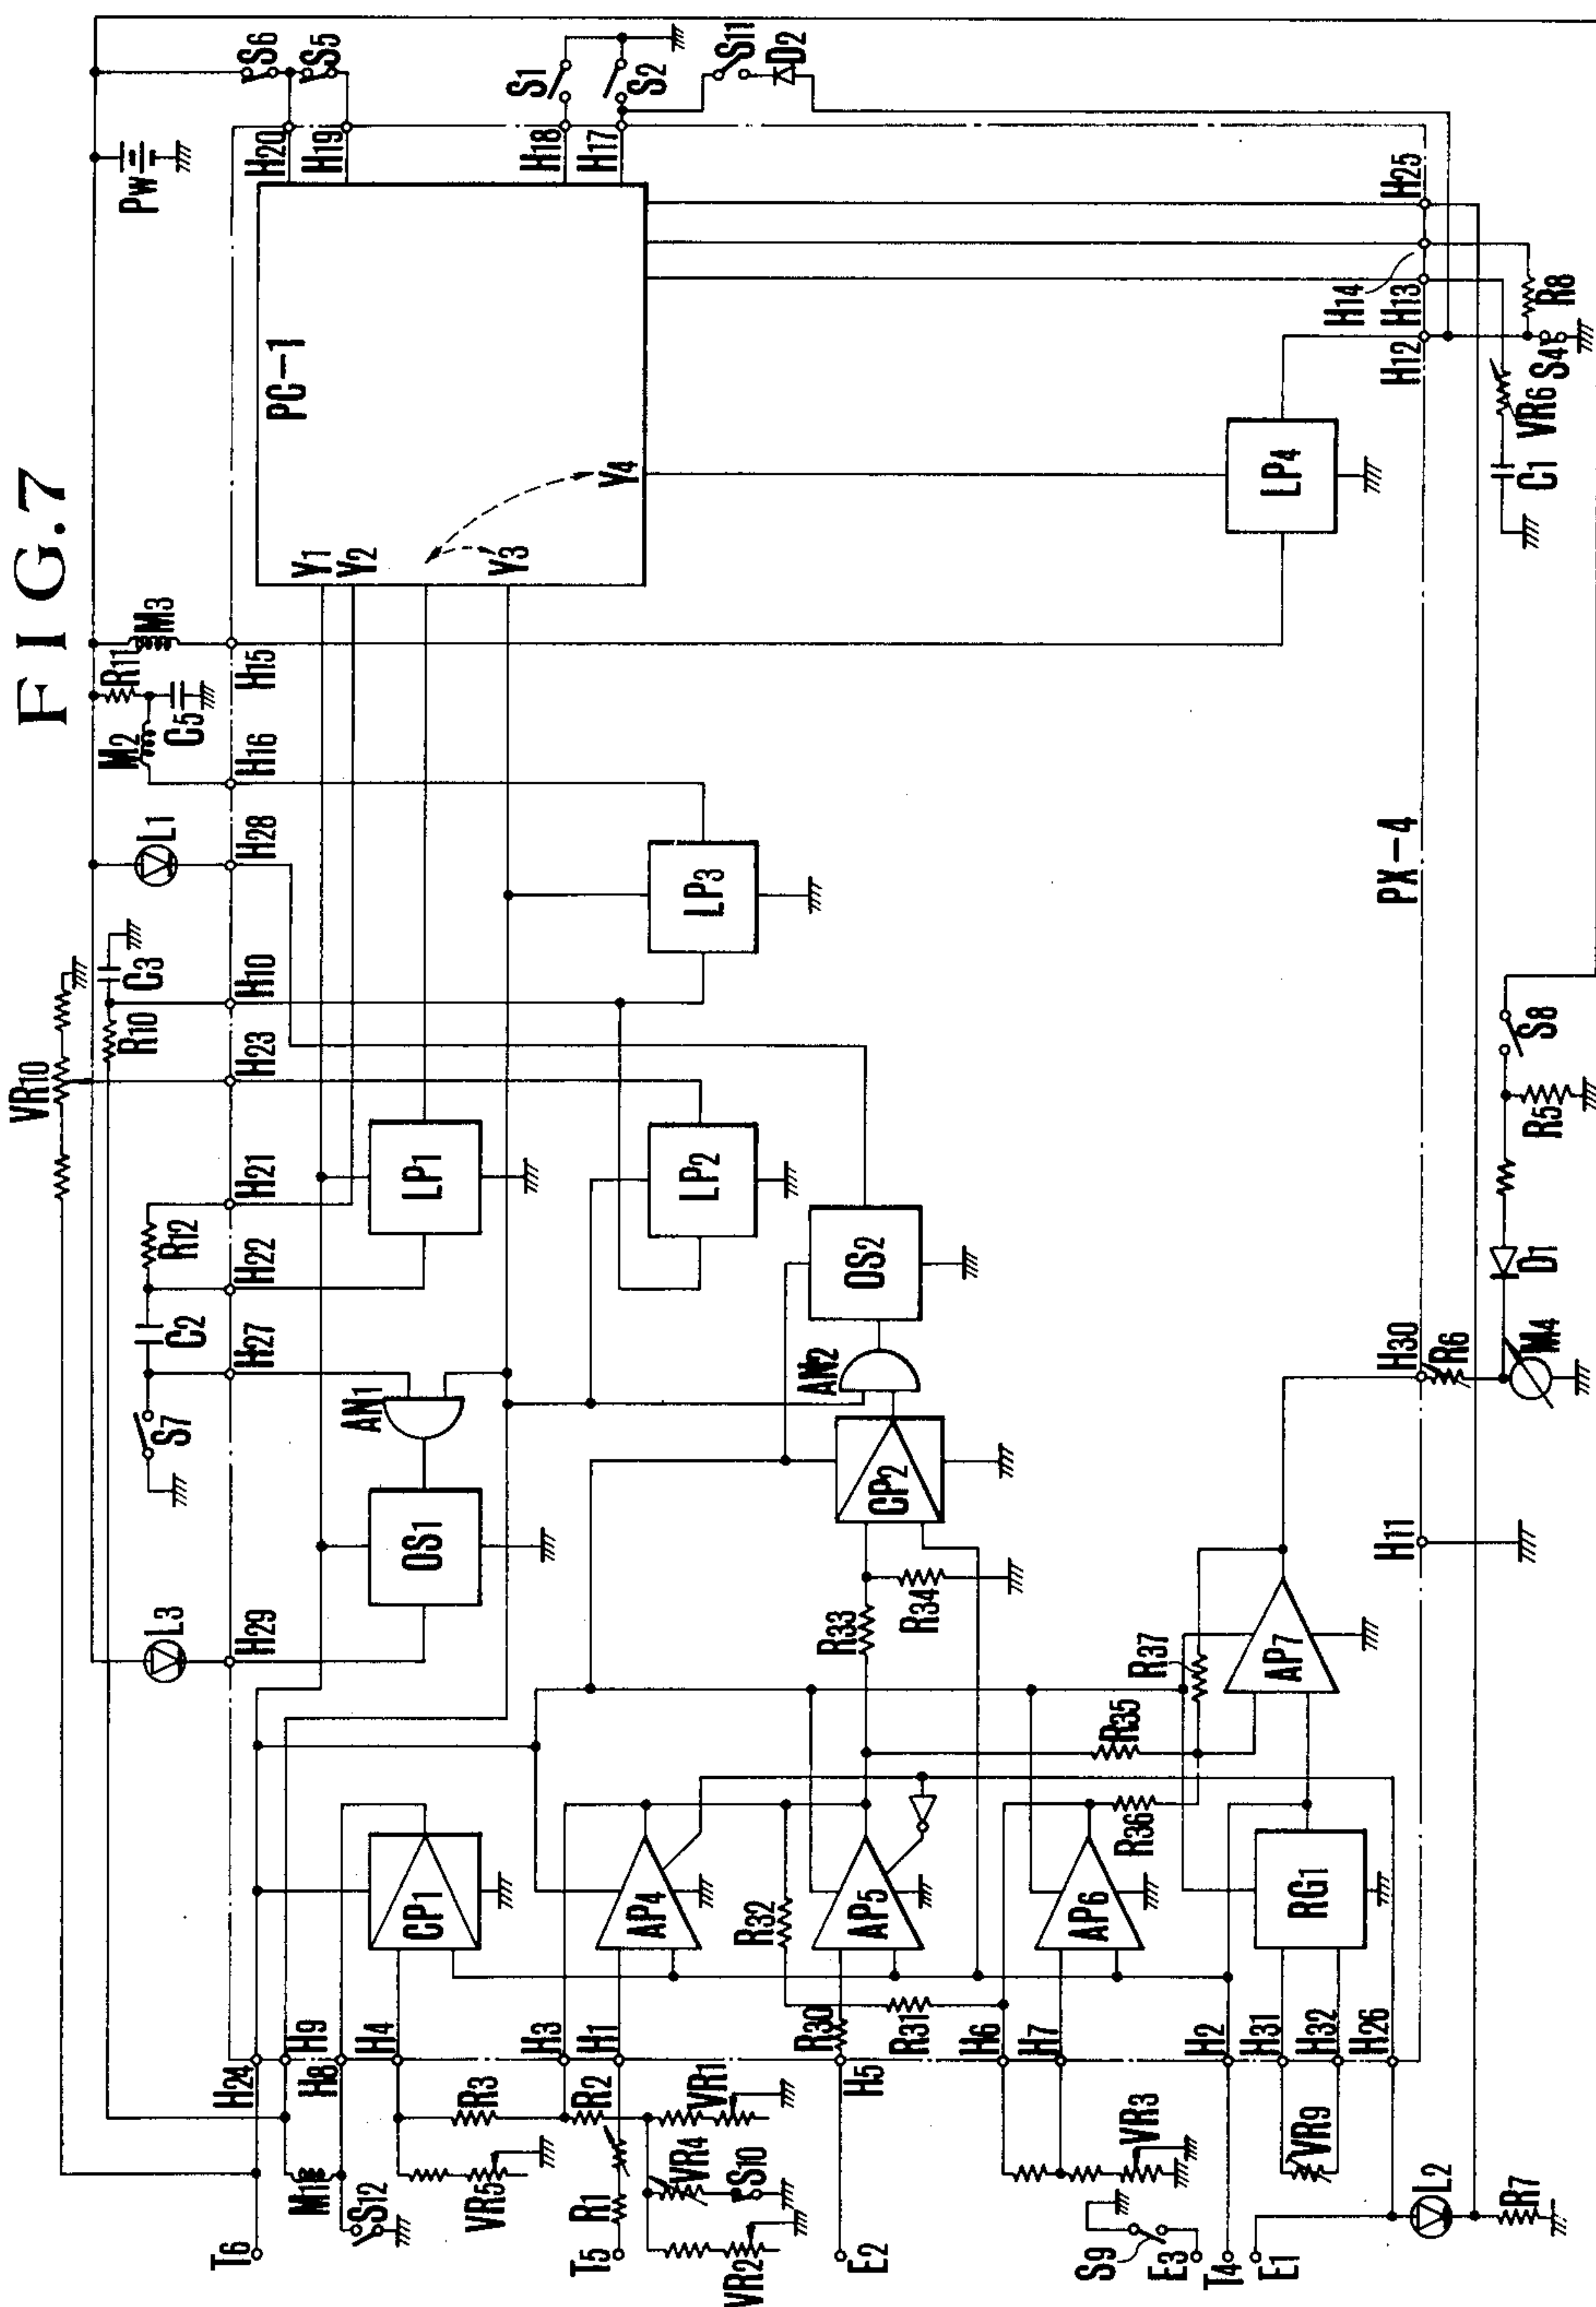 FIG.7
VR10
T6
L3
S7
C2
R12
R10
C3
L1
M2
R11
M3
C5
PW
S6
S5
M1
S12
H24
H9
H8
H4
H29
H27
H22
H21
H23
H10
H28
H16
H15
H20
H19
VR5
R3
CP1
OS1
AN1
LP1
V1
V2
V3
V4
PC-1
S1
S2
H18
H17
S11
D2
T5
R1
R2
VR4
S10
VR1
VR2
H3
H1
AP4
LP2
LP3
E2
H5
R30
R31
R32
AP5
R33
R34
CP2
AN2
OS2
H6
H7
AP6
R35
R36
R37
VR3
S9
E3
T4
E1
H2
H31
H32
H26
VR9
RG1
AP7
LP4
H11
H30
PX-4
H12
H13
H14
H25
L2
R7
R6
M4
D1
R5
S8
C1
VR6
S4
R8